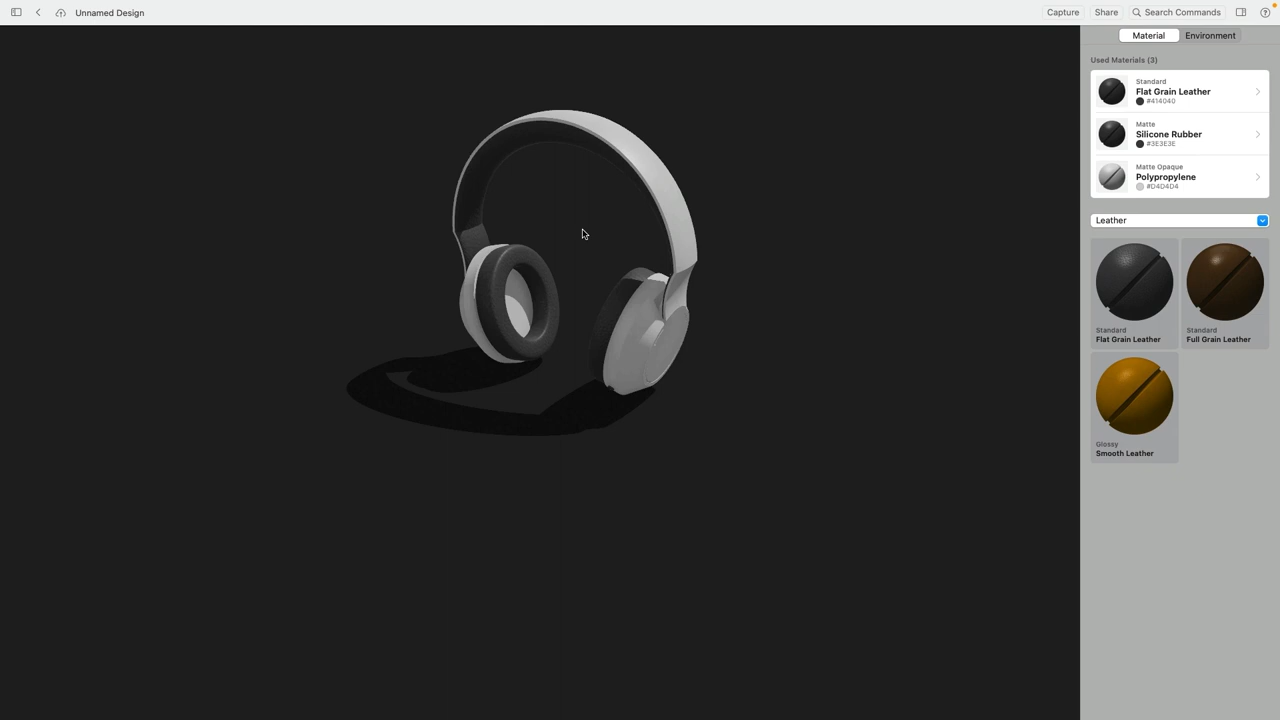 Unnamed Design
Capture
Share
Search Commands
Material
Environment
Used Materials (3)
Standard
Flat Grain Leather
#414040
Matte
Silicone Rubber
#3E3E3E
Matte Opaque
Polypropylene
#D4D4D4
Leather
Standard
Flat Grain Leather
Standard
Full Grain Leather
Glossy
Smooth Leather